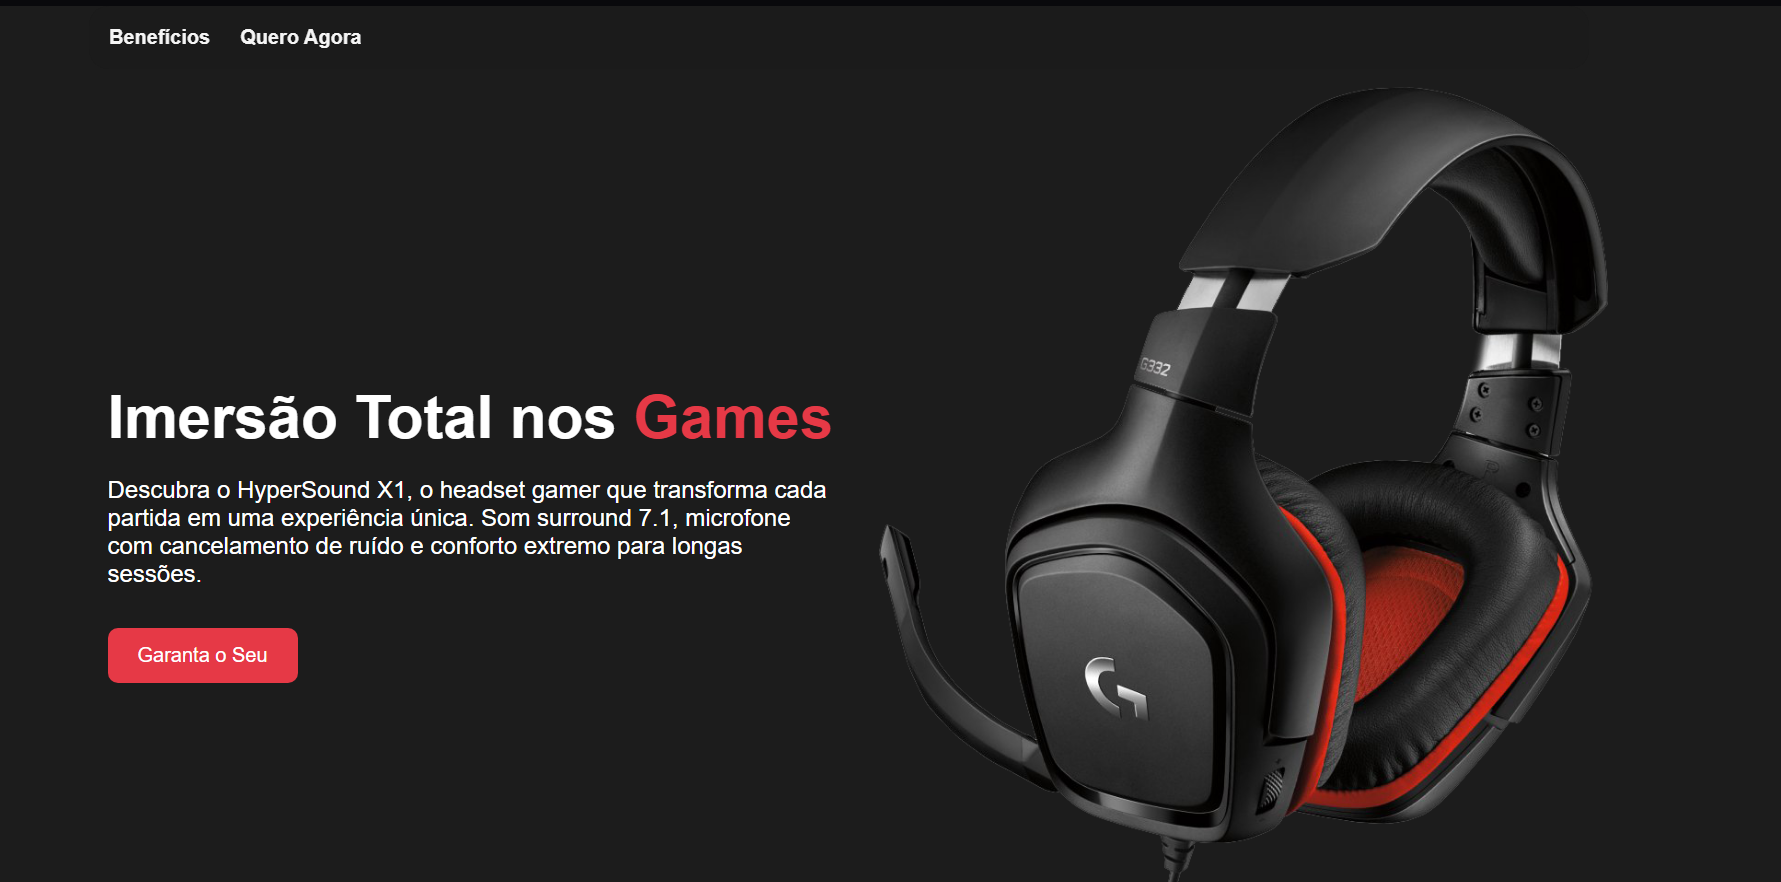 Benefícios Quero Agora
G332
Imersão Total nos Games
Descubra o HyperSound X1, o headset gamer que transforma cada
partida em uma experiência única. Som surround 7.1, microfone
com cancelamento de ruído e conforto extremo para longas
sessões.
Garanta o Seu
G